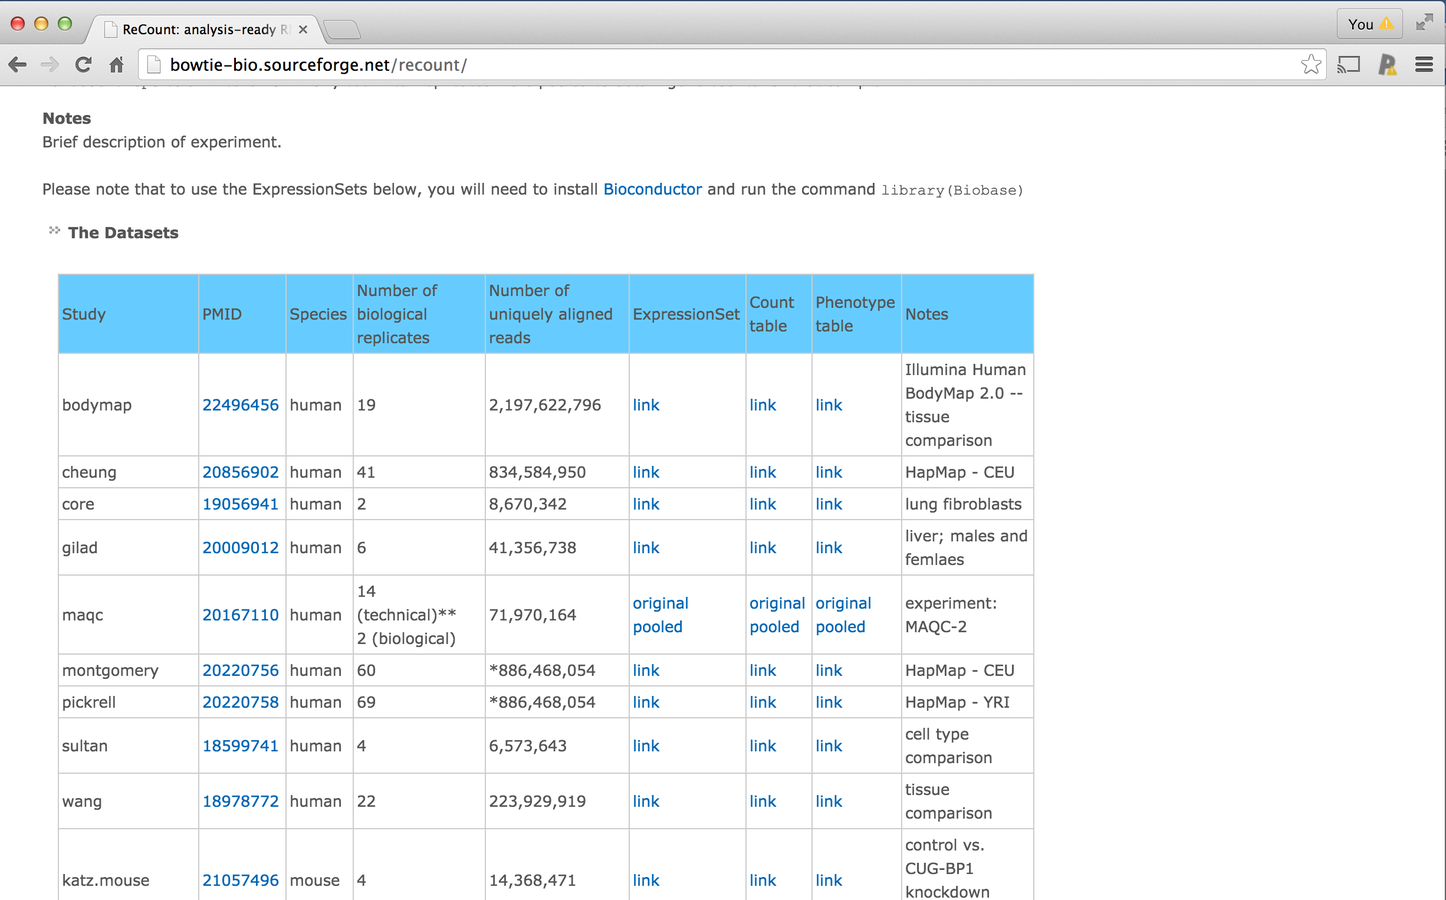 ReCount: analysis-ready R
You
bowtie-bio.sourceforge.net/recount/
Notes
Brief description of experiment.
Please note that to use the ExpressionSets below, you will need to install Bioconductor and run the command library(Biobase)
The Datasets
Study PMID Species Number of biological replicates Number of uniquely aligned reads ExpressionSet Count table Phenotype table Notes
bodymap 22496456 human 19 2,197,622,796 link link link Illumina Human BodyMap 2.0 -- tissue comparison
cheung 20856902 human 41 834,584,950 link link link HapMap - CEU
core 19056941 human 2 8,670,342 link link link lung fibroblasts
gilad 20009012 human 6 41,356,738 link link link liver; males and femlaes
maqc 20167110 human 14 (technical)** 2 (biological) 71,970,164 original pooled original pooled original pooled experiment: MAQC-2
montgomery 20220756 human 60 *886,468,054 link link link HapMap - CEU
pickrell 20220758 human 69 *886,468,054 link link link HapMap - YRI
sultan 18599741 human 4 6,573,643 link link link cell type comparison
wang 18978772 human 22 223,929,919 link link link tissue comparison
katz.mouse 21057496 mouse 4 14,368,471 link link link control vs. CUG-BP1 knockdown